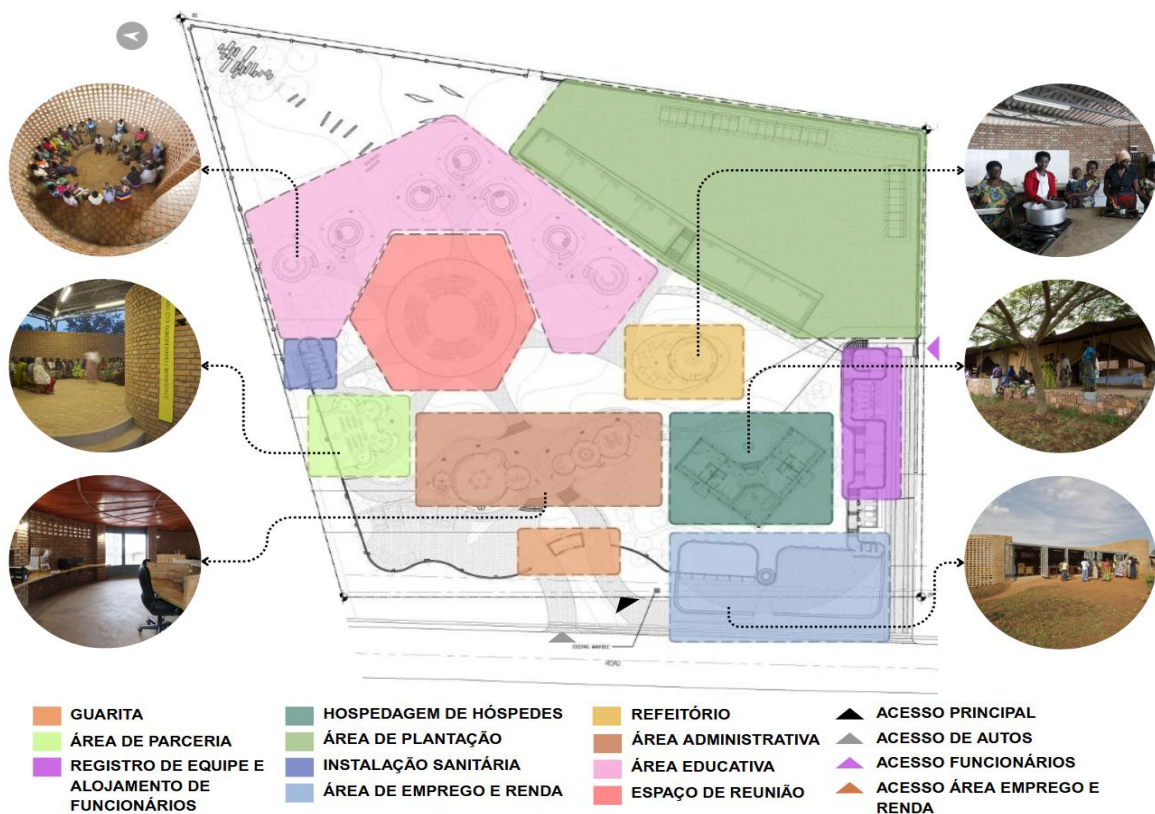 EXISTING MANHOLE
ROAD
GUARITA
ÁREA DE PARCERIA
REGISTRO DE EQUIPE E
ALOJAMENTO DE
FUNCIONÁRIOS
HOSPEDAGEM DE HÓSPEDES
ÁREA DE PLANTAÇÃO
INSTALAÇÃO SANITÁRIA
ÁREA DE EMPREGO E RENDA
REFEITÓRIO
ÁREA ADMINISTRATIVA
ÁREA EDUCATIVA
ESPAÇO DE REUNIÃO
ACESSO PRINCIPAL
ACESSO DE AUTOS
ACESSO FUNCIONÁRIOS
ACESSO ÁREA EMPREGO E
RENDA